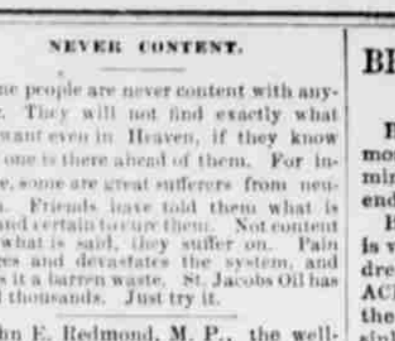 NEVER CONTENT.
ne people are never content with any-
. They will not find exactly what
want even in Heaven, if they know
one is there ahead of them. For in-
e, some are great sufferers from neu-
. Friends have told them what is
and certain to cure them. Not content
what is said, they suffer on. Pain
es and devastates the system, and
s it a barren waste. St. Jacobs Oil has
thousands. Just try it.
hn E. Redmond, M. P., the well-
BE
mo
min
end
is v
dre
ACI
the